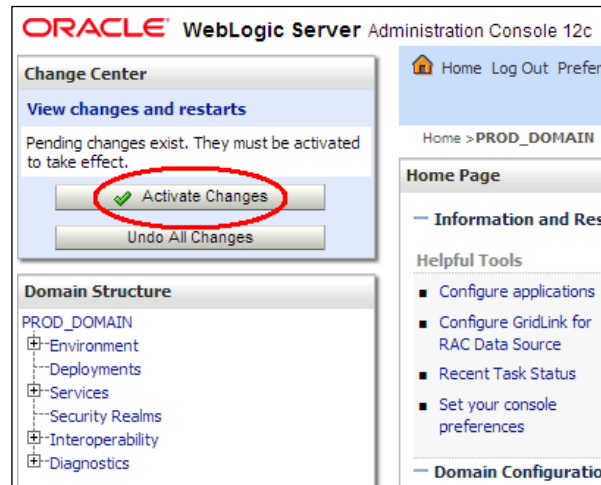 ORACLE WebLogic Server Administration Console 12c
Change Center
View changes and restarts
Pending changes exist. They must be activated
to take effect.
Activate Changes
Undo All Changes
Domain Structure
PROD_DOMAIN
Environment
Deployments
Services
Security Realms
Interoperability
Diagnostics
Home Log Out Prefer
Home >PROD_DOMAIN
Home Page
Information and Res
Helpful Tools
Configure applications
Configure GridLink for
RAC Data Source
Recent Task Status
Set your console
preferences
Domain Configuratio